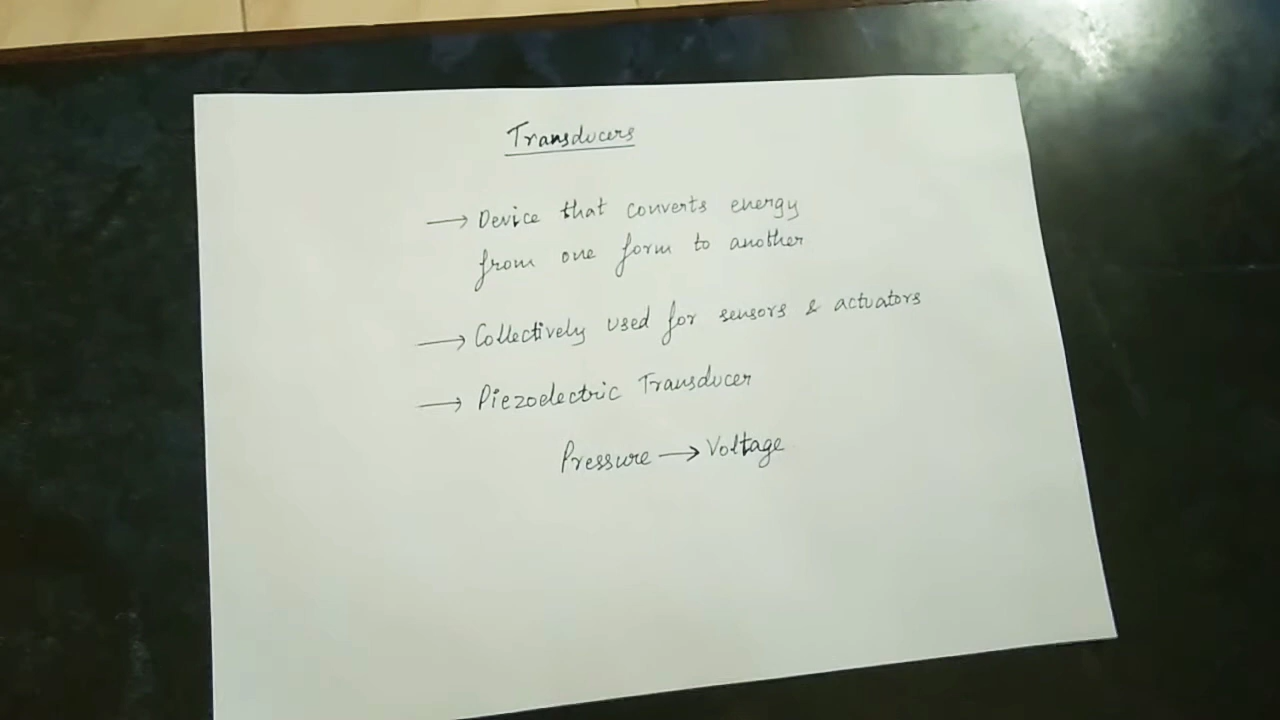 Transducers
→ Device that converts energy
from one form to another
→ Collectively used for sensors & actuators
→ Piezoelectric Transducer
Pressure → Voltage